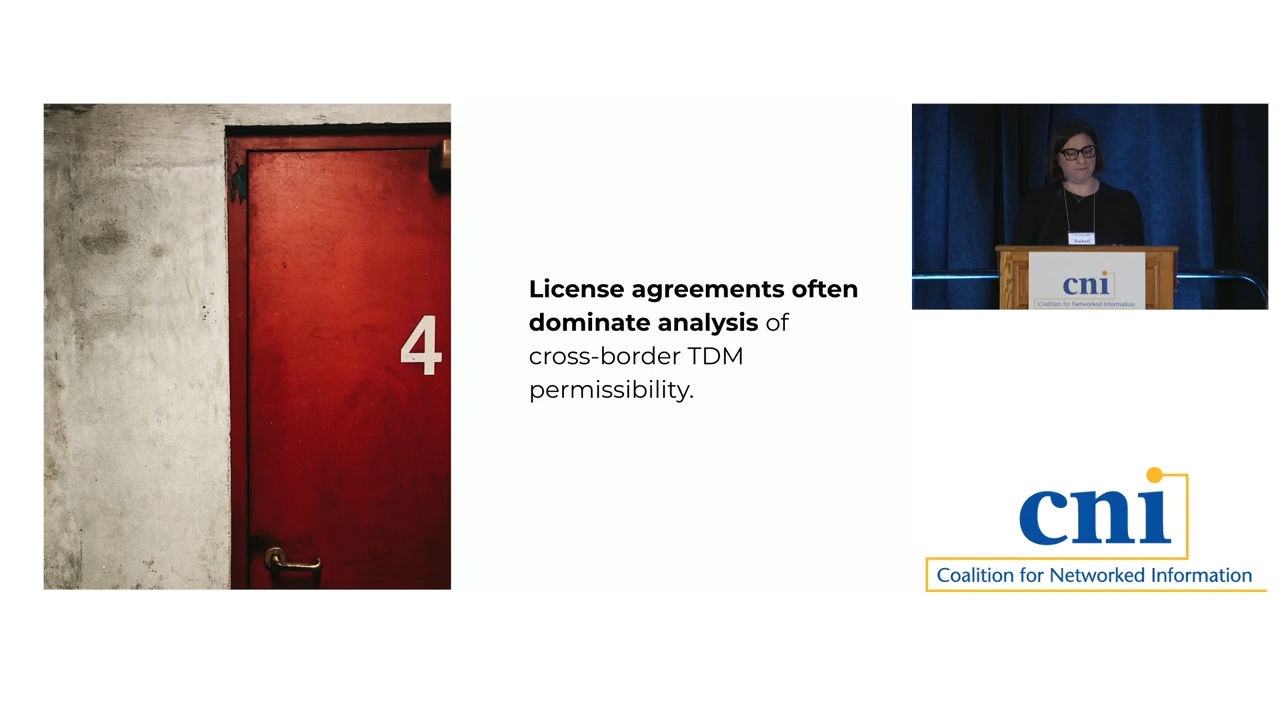 4
License agreements often
dominate analysis of
cross-border TDM
permissibility.
Rachael
cni
Coalition for Networked Information
cni
Coalition for Networked Information